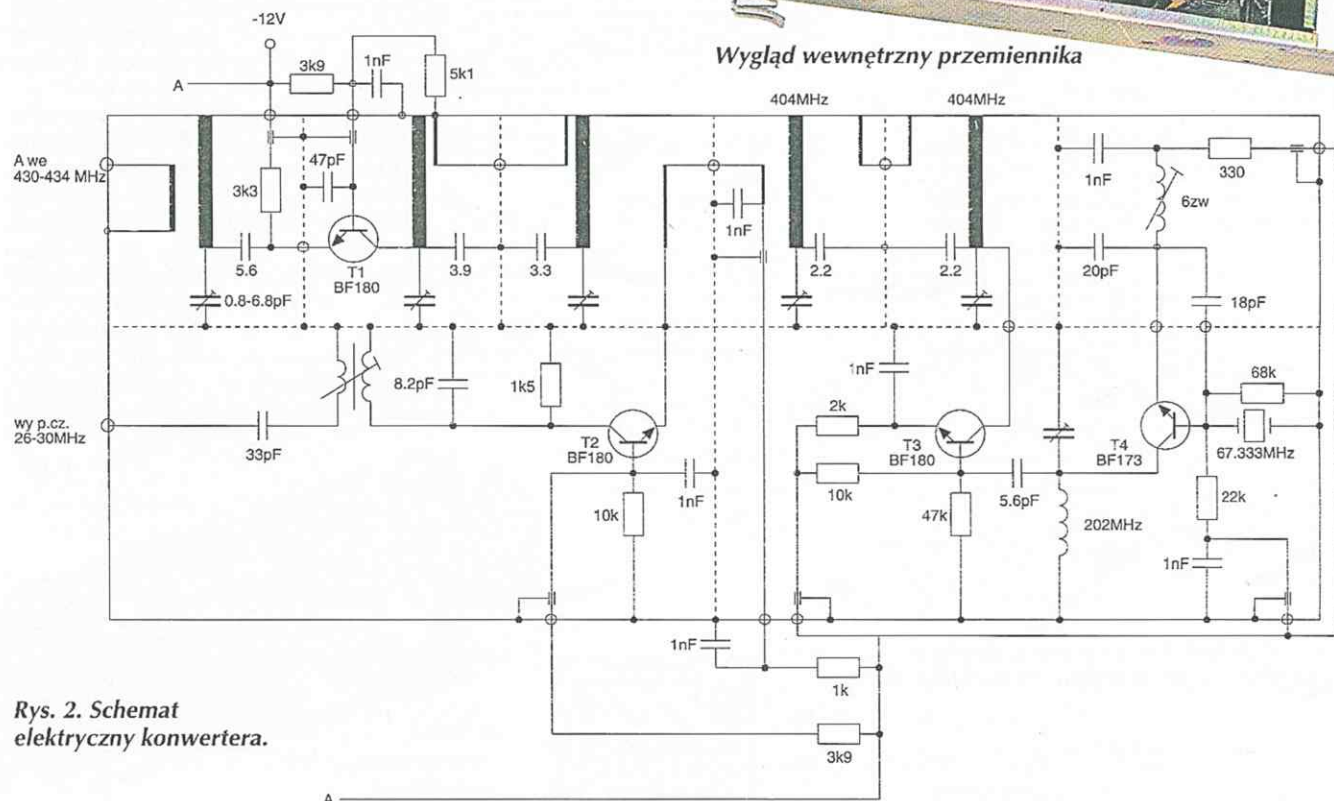 -12V
Wygląd wewnętrzny przemiennika
3k9
1nF
5k1
A
404MHz
404MHz
A we
430-434 MHz
47pF
3k3
1nF
330
6zw
1nF
5.6
T1
BF180
3.9
3.3
2.2
2.2
20pF
0.8-6.8pF
18pF
8.2pF
1k5
1nF
68k
wy p.cz.
26-30MHz
33pF
T2
BF180
2k
T3
BF180
T4
BF173
67.333MHz
10k
1nF
10k
47k
5.6pF
22k
202MHz
1nF
1nF
1k
Rys. 2. Schemat
elektryczny konwertera.
3k9
A